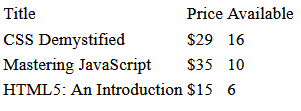 Title Price Available
CSS Demystified $29 16
Mastering JavaScript $35 10
HTML5: An Introduction $15 6